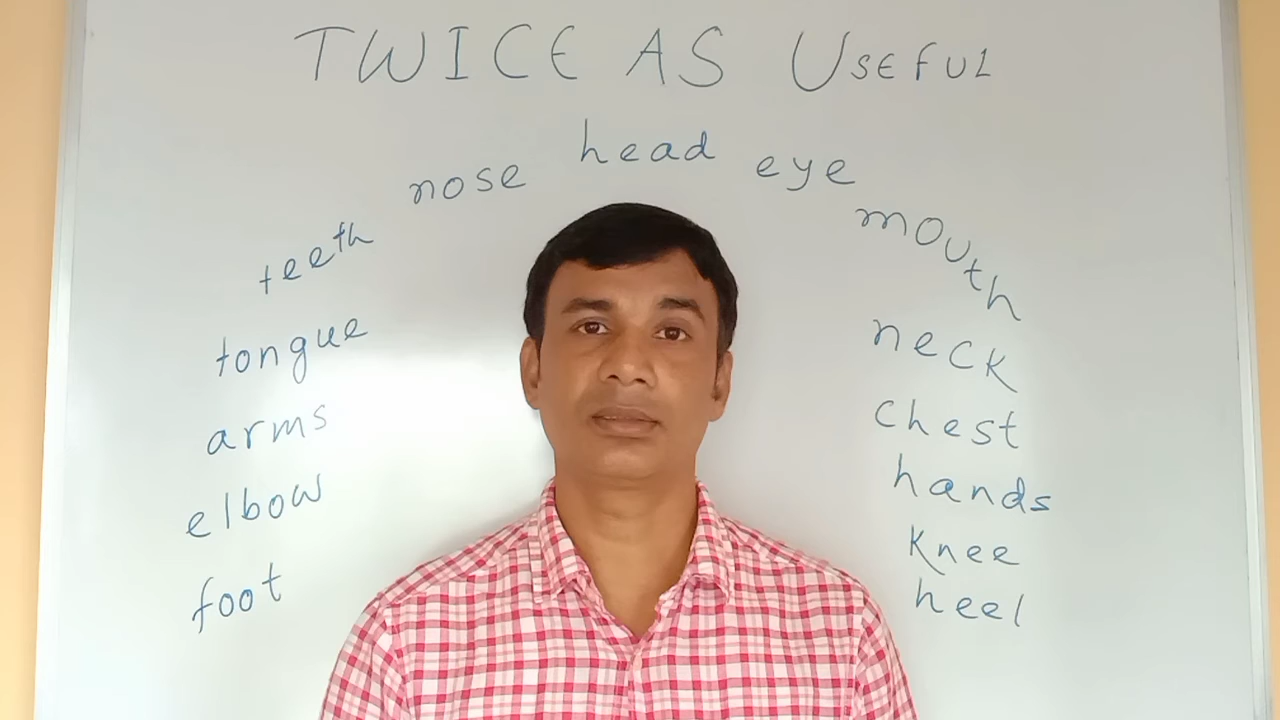 TWICE AS USEFUL
head
nose
eye
teeth
mouth
tongue
neck
arms
chest
elbow
hands
foot
knee
heel